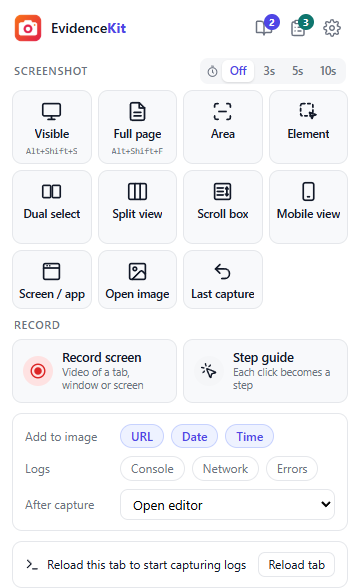 EvidenceKit
2
3
SCREENSHOT
Off 3s 5s 10s
Visible
Alt+Shift+S
Full page
Alt+Shift+F
Area
Element
Dual select
Split view
Scroll box
Mobile view
Screen / app
Open image
Last capture
RECORD
Record screen
Video of a tab,
window or screen
Step guide
Each click becomes a
step
Add to image URL Date Time
Logs Console Network Errors
After capture Open editor
Reload this tab to start capturing logs Reload tab